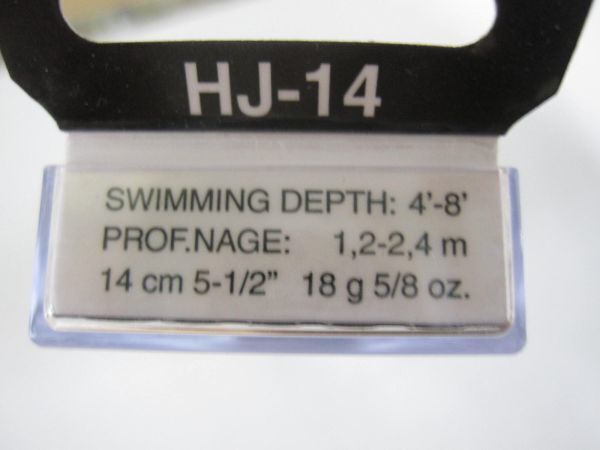 HJ-14
SWIMMING DEPTH: 4'-8'
PROF.NAGE: 1,2-2,4 m
14 cm 5-1/2" 18 g 5/8 oz.